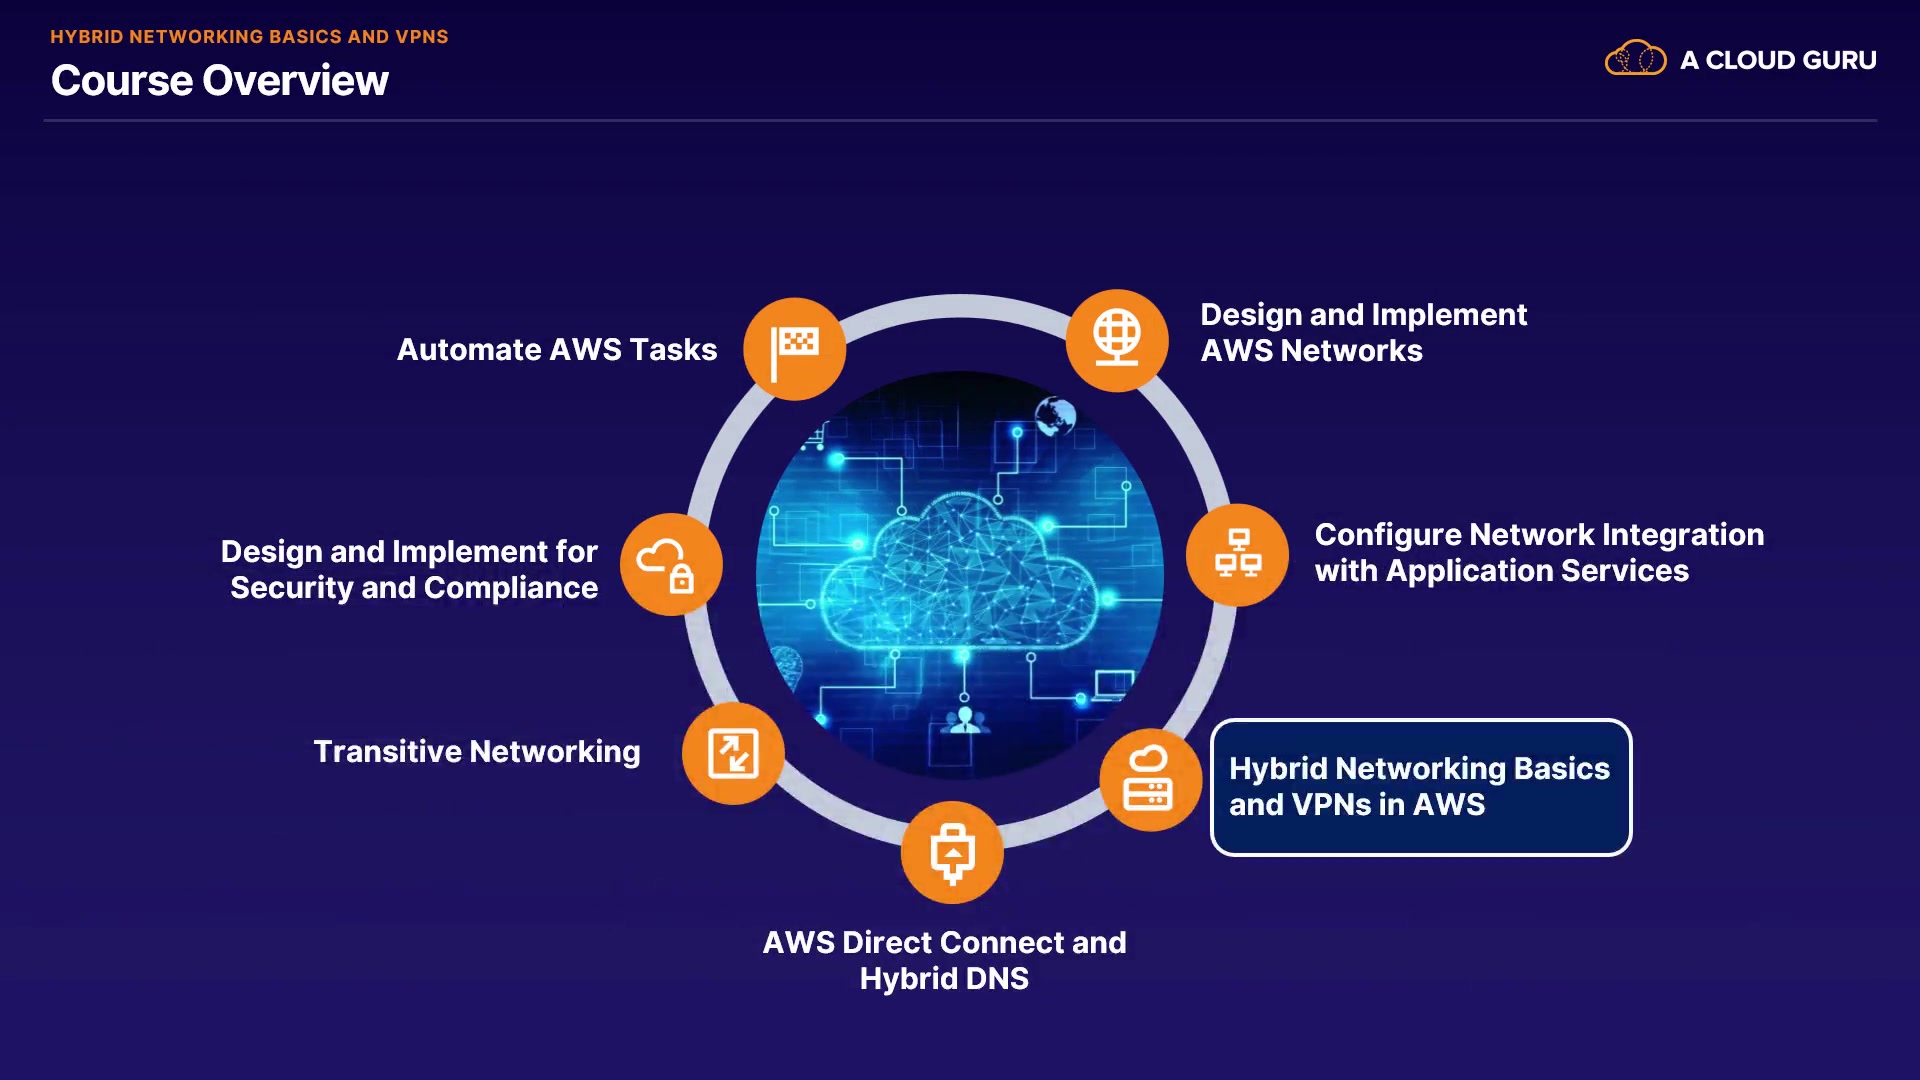 HYBRID NETWORKING BASICS AND VPNS
Course Overview
A CLOUD GURU
Design and Implement
AWS Networks
Configure Network Integration
with Application Services
Hybrid Networking Basics
and VPNs in AWS
AWS Direct Connect and
Hybrid DNS
Transitive Networking
Design and Implement for
Security and Compliance
Automate AWS Tasks